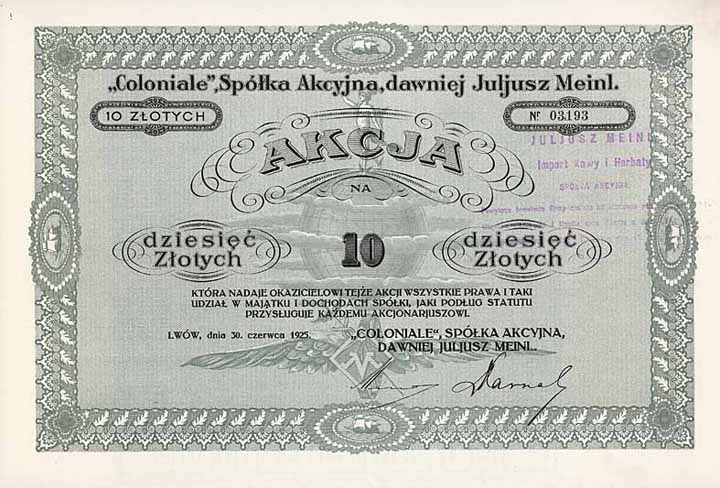 „Coloniale”, Spółka Akcyjna, dawniej Juljusz Meinl.
10 ZŁOTYCH
Nr 03193
AKCJA
NA
JULJUSZ MEINL
Import Kawy i Herbaty
SPÓŁKA AKCYJNA
dziesięć
Złotych
10
dziesięć
Złotych
KTÓRA NADAJE OKAZICIELOWI TEJŻE AKCJI WSZYSTKIE PRAWA I TAKI
UDZIAŁ W MAJĄTKU I DOCHODACH SPÓŁKI, JAKI PODŁUG STATUTU
PRZYSŁUGUJE KAŻDEMU AKCJONARJUSZOWI.
LWÓW, dnia 30. czerwca 1925.
„COLONIALE“, SPÓŁKA AKCYJNA,
DAWNIEJ JULJUSZ MEINL.